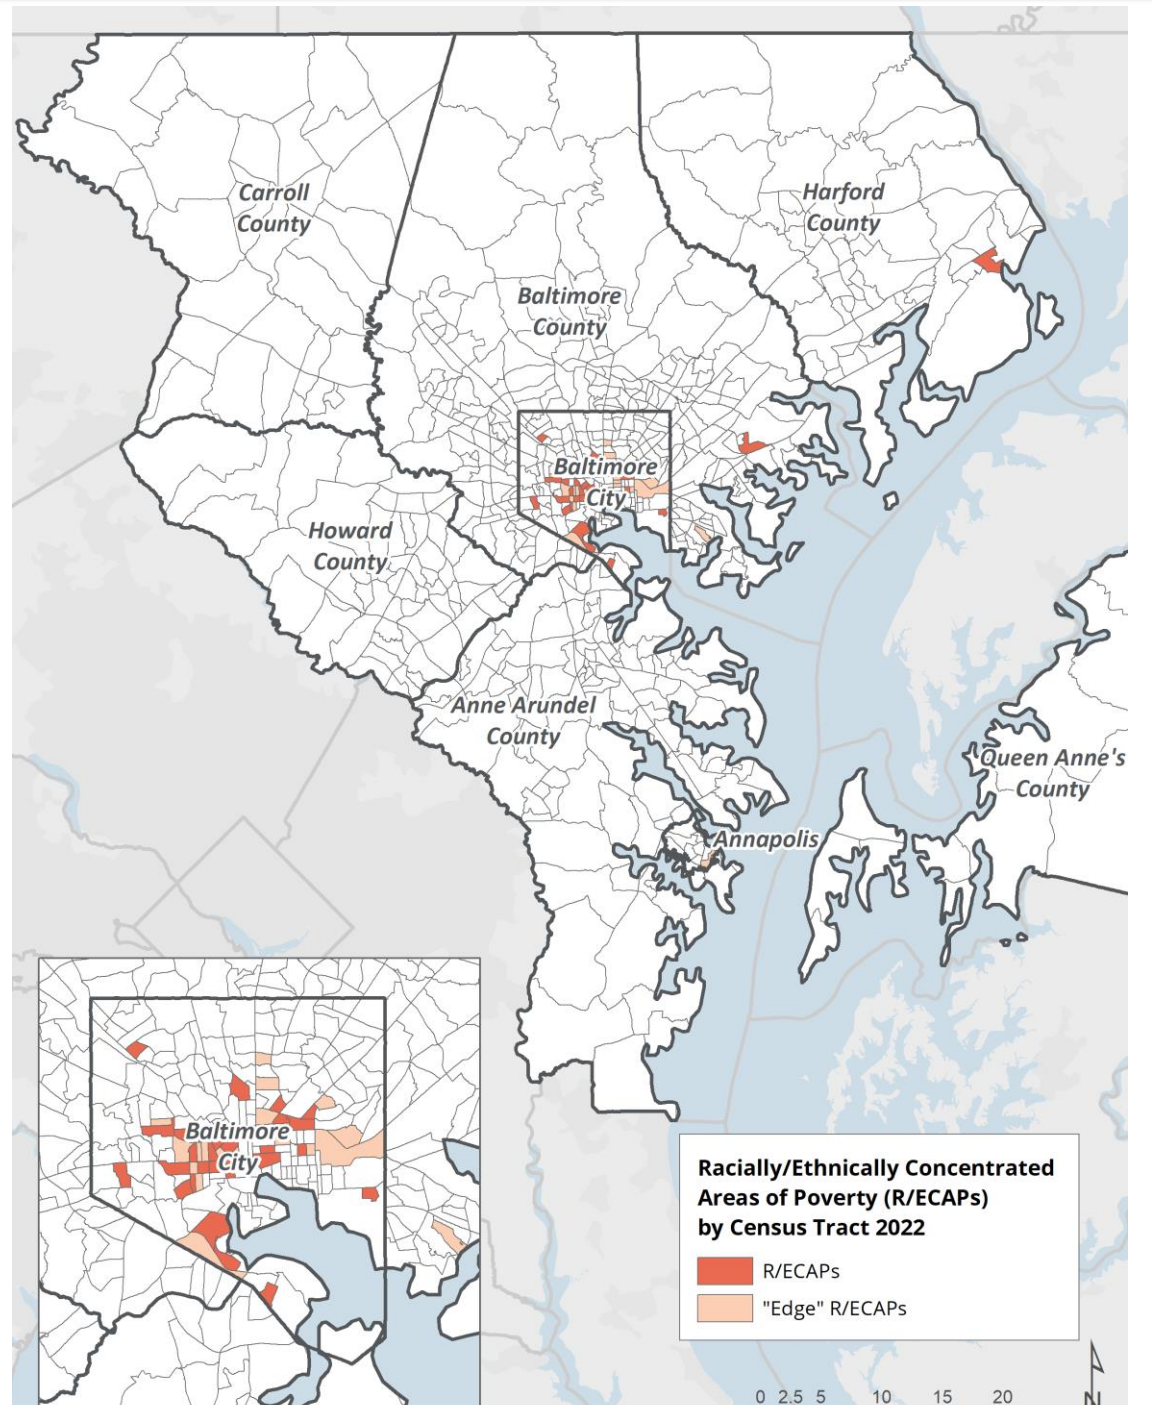 Carroll
County
Harford
County
Baltimore
County
Baltimore
City
Howard
County
Anne Arundel
County
Queen Anne's
County
Annapolis
Baltimore
City
Racially/Ethnically Concentrated
Areas of Poverty (R/ECAPs)
by Census Tract 2022
R/ECAPs
"Edge" R/ECAPs
0 2.5 5 10 15 20
N